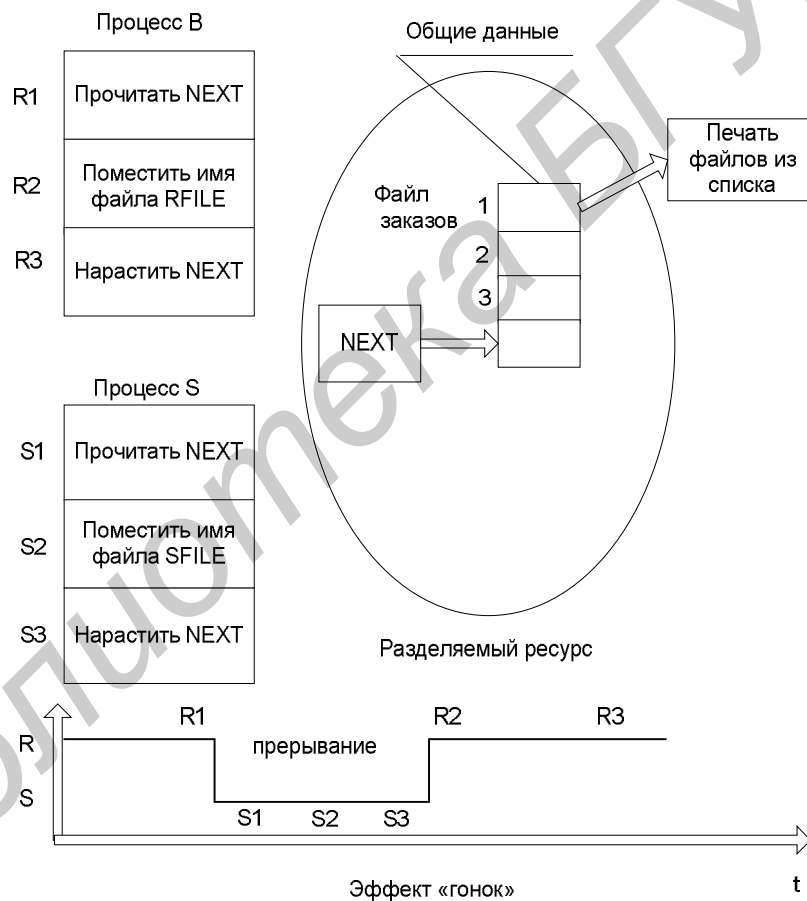 Процесс В
R1
Прочитать NEXT
R2
Поместить имя
файла RFILE
R3
Нарастить NEXT
Общие данные
Печать
файлов из
списка
Файл
заказов
1
2
3
NEXT
Процесс S
S1
Прочитать NEXT
S2
Поместить имя
файла SFILE
S3
Нарастить NEXT
Разделяемый ресурс
R1
R2
R3
R
прерывание
S
S1
S2
S3
t
Эффект «гонок»
лиотека БГУ